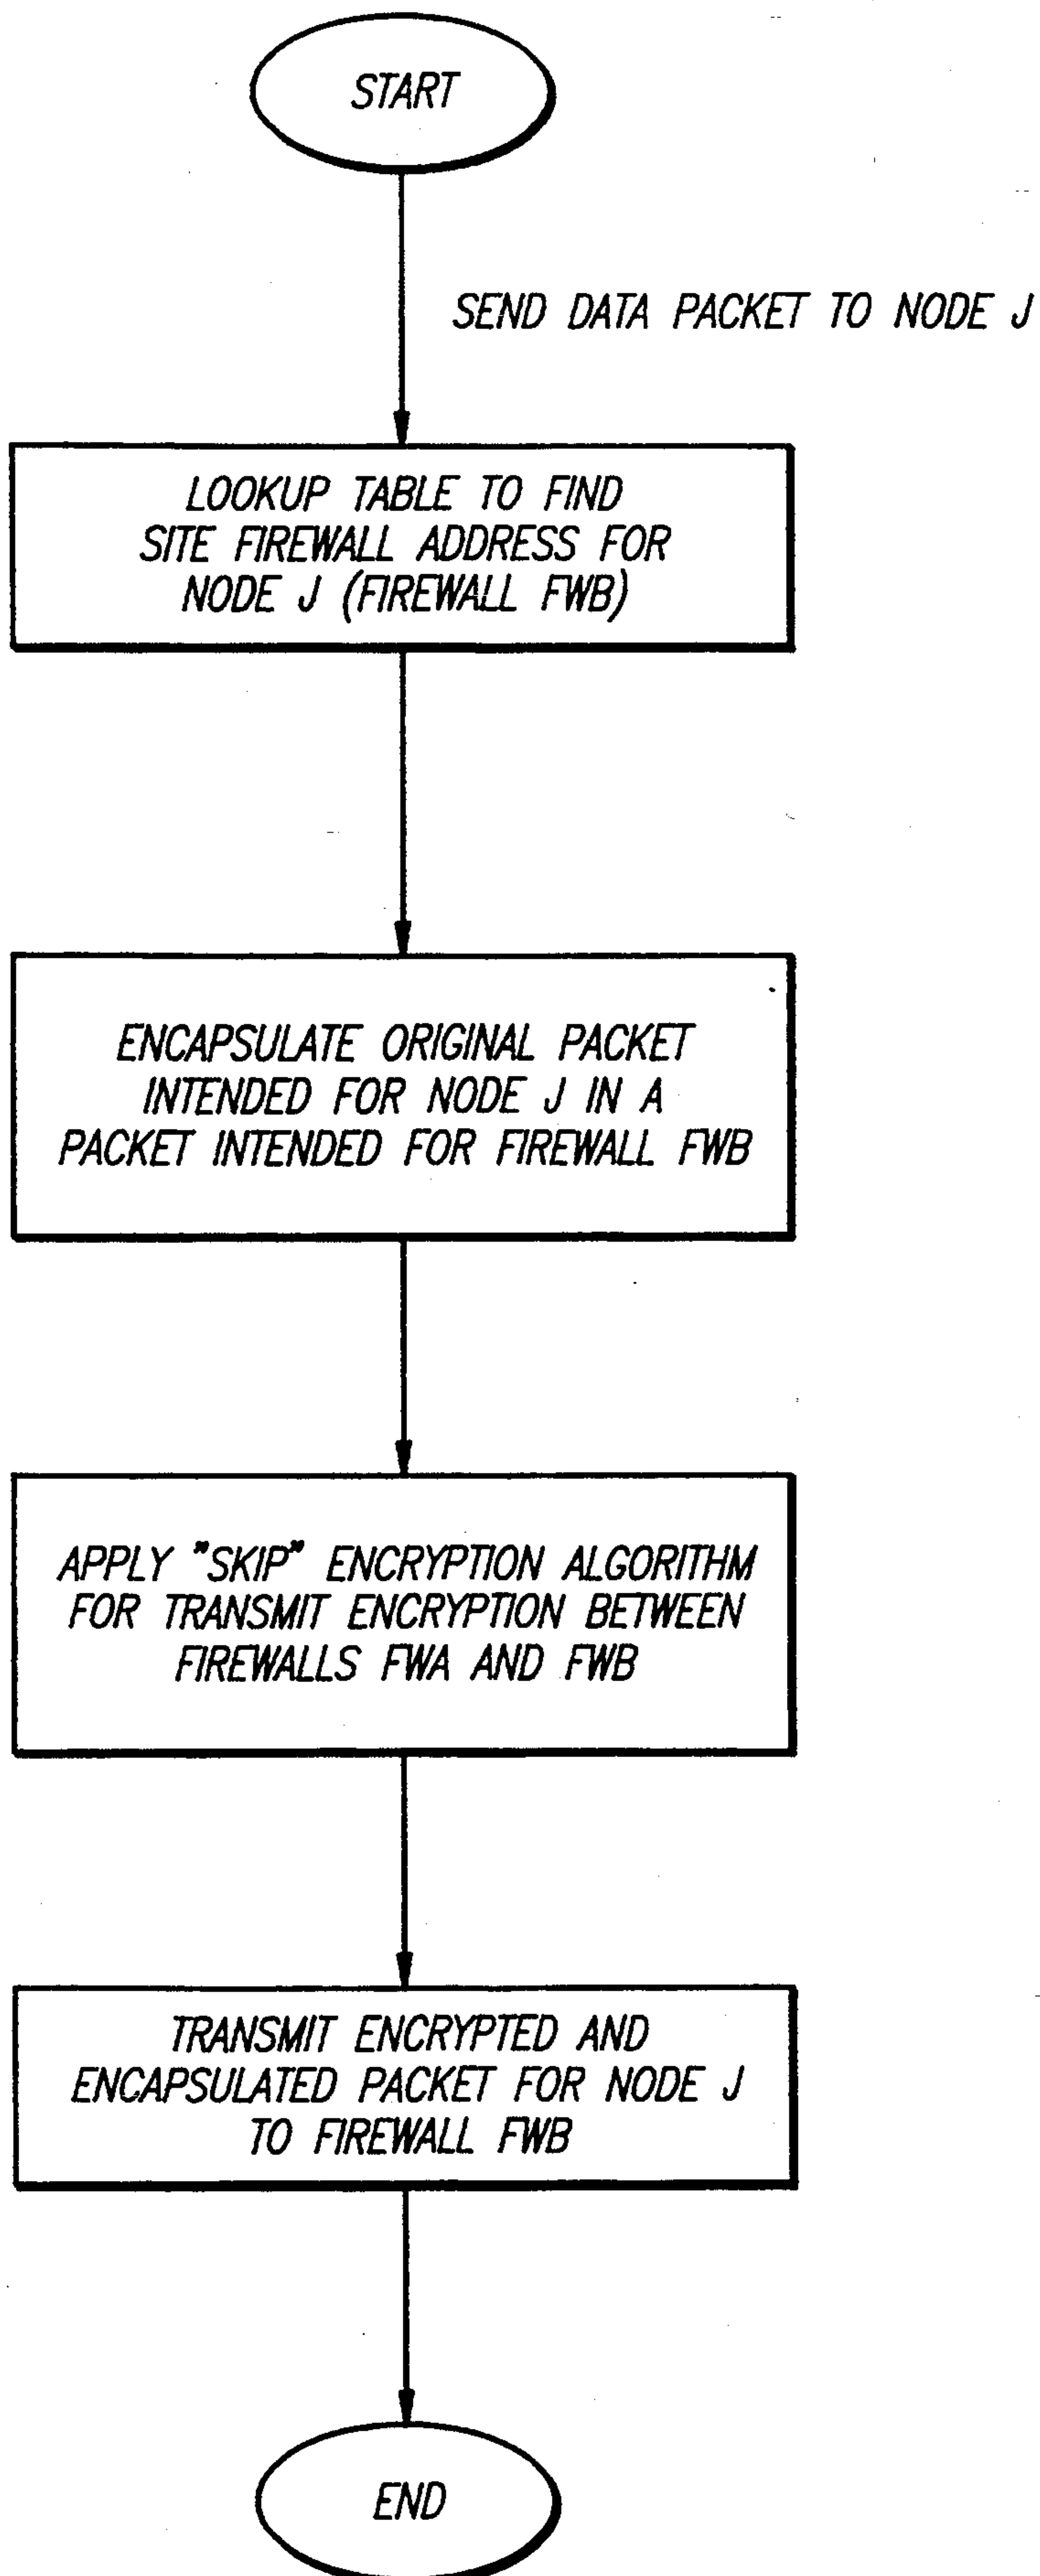 START
SEND DATA PACKET TO NODE J
LOOKUP TABLE TO FIND
SITE FIREWALL ADDRESS FOR
NODE J (FIREWALL FWB)
ENCAPSULATE ORIGINAL PACKET
INTENDED FOR NODE J IN A
PACKET INTENDED FOR FIREWALL FWB
APPLY "SKIP" ENCRYPTION ALGORITHM
FOR TRANSMIT ENCRYPTION BETWEEN
FIREWALLS FWA AND FWB
TRANSMIT ENCRYPTED AND
ENCAPSULATED PACKET FOR NODE J
TO FIREWALL FWB
END